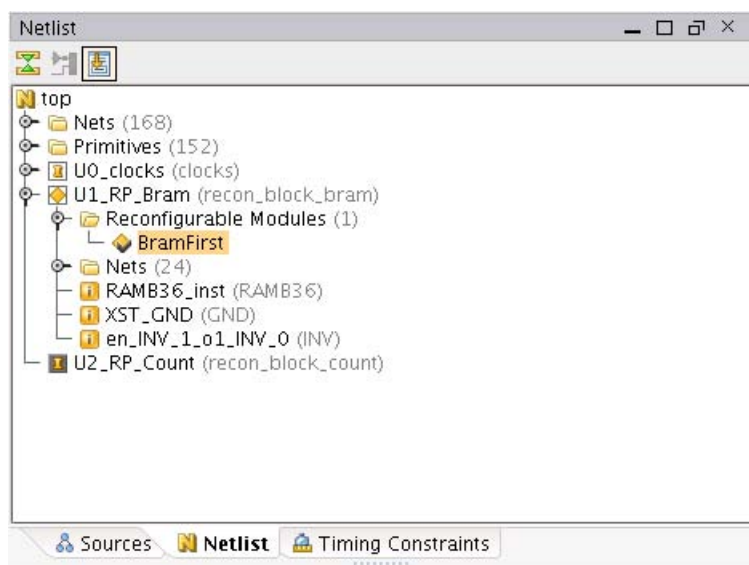 Netlist
top
Nets (168)
Primitives (152)
U0_clocks (clocks)
U1_RP_Bram (recon_block_bram)
Reconfigurable Modules (1)
BramFirst
Nets (24)
RAMB36_inst (RAMB36)
XST_GND (GND)
en_INV_1_o1_INV_0 (INV)
U2_RP_Count (recon_block_count)
Sources Netlist Timing Constraints